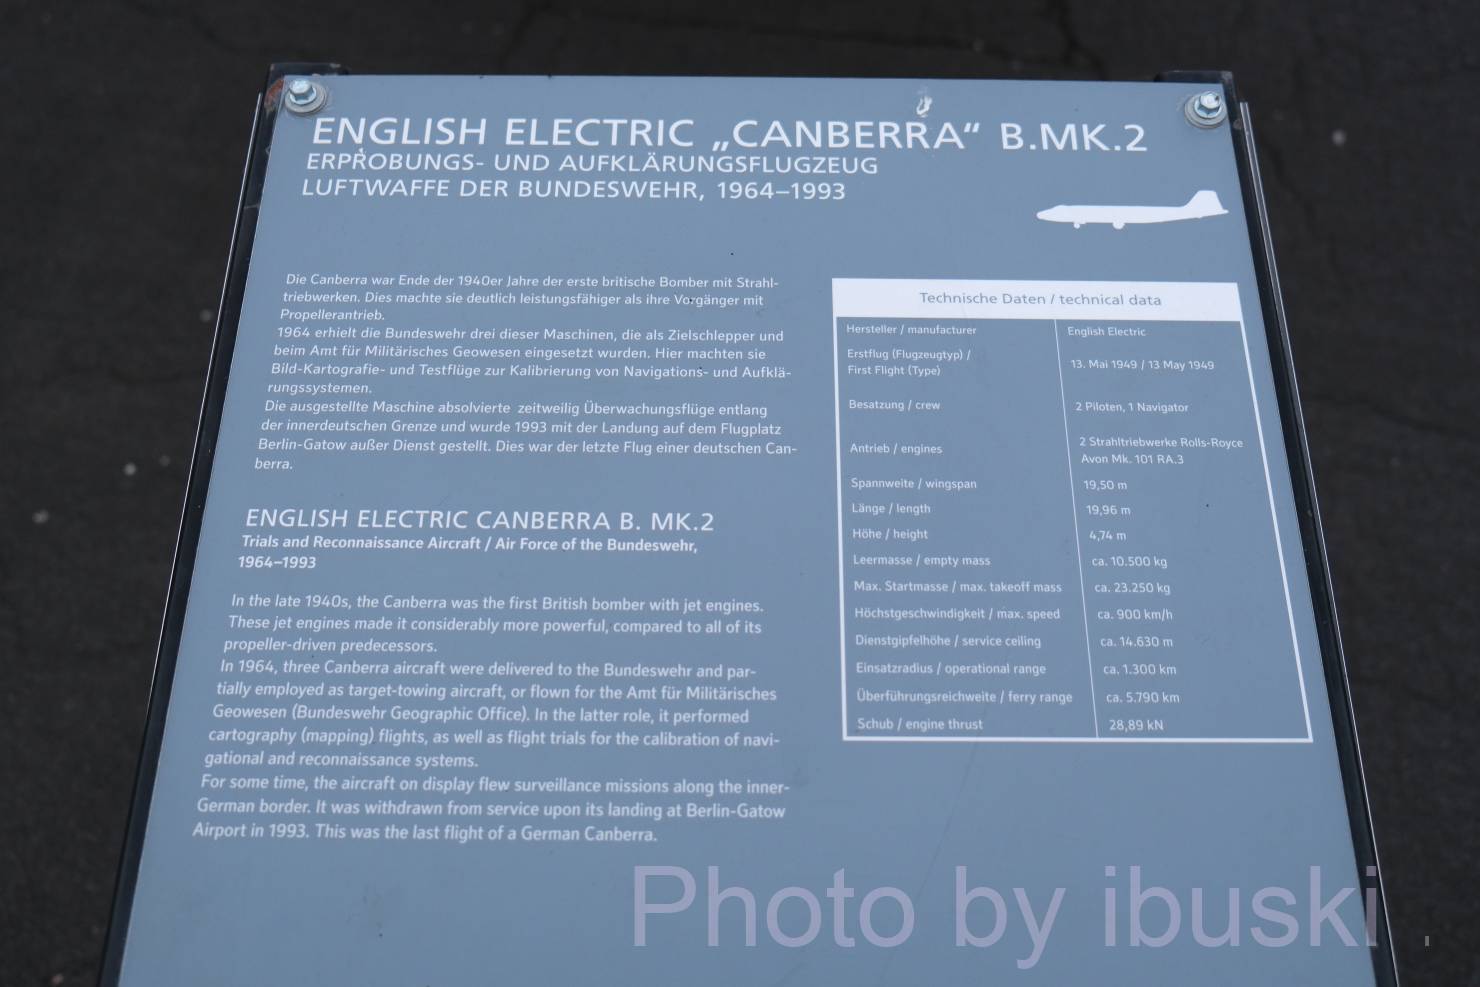 ENGLISH ELECTRIC „CANBERRA“ B.MK.2
ERPROBUNGS- UND AUFKLÄRUNGSFLUGZEUG
LUFTWAFFE DER BUNDESWEHR, 1964–1993
Die Canberra war Ende der 1940er Jahre der erste britische Bomber mit Strahl-
triebwerken. Dies machte sie deutlich leistungsfähiger als ihre Vorgänger mit
Propellerantrieb.
1964 erhielt die Bundeswehr drei dieser Maschinen, die als Zielschlepper und
beim Amt für Militärisches Geowesen eingesetzt wurden. Hier machten sie
Bild-Kartografie- und Testflüge zur Kalibrierung von Navigations- und Aufklä-
rungssystemen.
Die ausgestellte Maschine absolvierte zeitweilig Überwachungsflüge entlang
der innerdeutschen Grenze und wurde 1993 mit der Landung auf dem Flugplatz
Berlin-Gatow außer Dienst gestellt. Dies war der letzte Flug einer deutschen Can-
berra.
ENGLISH ELECTRIC CANBERRA B. MK.2
Trials and Reconnaissance Aircraft / Air Force of the Bundeswehr,
1964–1993
In the late 1940s, the Canberra was the first British bomber with jet engines.
These jet engines made it considerably more powerful, compared to all of its
propeller-driven predecessors.
In 1964, three Canberra aircraft were delivered to the Bundeswehr and par-
tially employed as target-towing aircraft, or flown for the Amt für Militärisches
Geowesen (Bundeswehr Geographic Office). In the latter role, it performed
cartography (mapping) flights, as well as flight trials for the calibration of navi-
gational and reconnaissance systems.
For some time, the aircraft on display flew surveillance missions along the inner-
German border. It was withdrawn from service upon its landing at Berlin-Gatow
Airport in 1993. This was the last flight of a German Canberra.
Technische Daten / technical data
Hersteller / manufacturer English Electric
Erstflug (Flugzeugtyp) /
First Flight (Type) 13. Mai 1949 / 13 May 1949
Besatzung / crew 2 Piloten, 1 Navigator
Antrieb / engines 2 Strahltriebwerke Rolls-Royce
Avon Mk. 101 RA.3
Spannweite / wingspan 19,50 m
Länge / length 19,96 m
Höhe / height 4,74 m
Leermasse / empty mass ca. 10.500 kg
Max. Startmasse / max. takeoff mass ca. 23.250 kg
Höchstgeschwindigkeit / max. speed ca. 900 km/h
Dienstgipfelhöhe / service ceiling ca. 14.630 m
Einsatzradius / operational range ca. 1.300 km
Überführungsreichweite / ferry range ca. 5.790 km
Schub / engine thrust 28,89 kN
Photo by ibuski